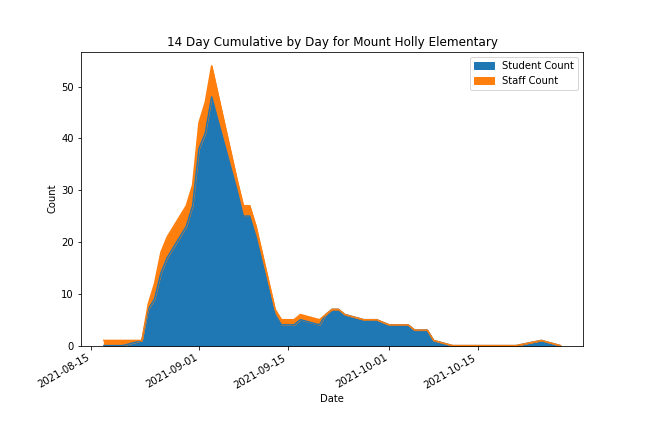 14 Day Cumulative by Day for Mount Holly Elementary
Student Count
Staff Count
Count
50
40
30
20
10
0
2021-08-15
2021-09-01
2021-09-15
2021-10-01
2021-10-15
Date